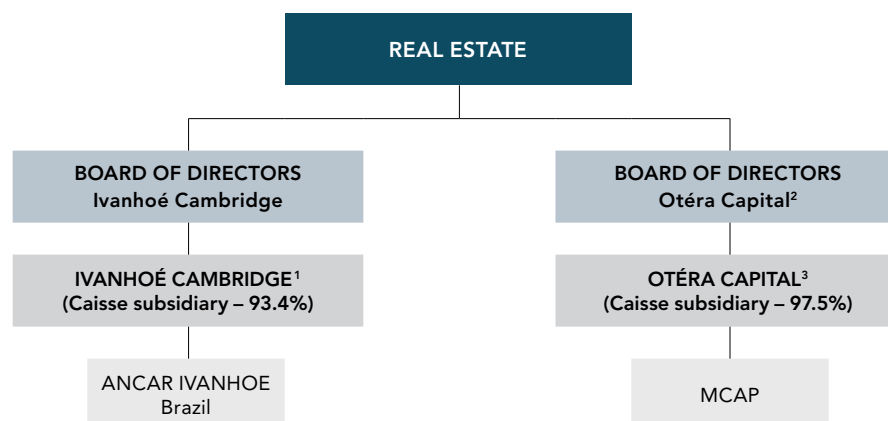 REAL ESTATE
BOARD OF DIRECTORS
Ivanhoé Cambridge
BOARD OF DIRECTORS
Otéra Capital²
IVANHOÉ CAMBRIDGE¹
(Caisse subsidiary – 93.4%)
OTÉRA CAPITAL³
(Caisse subsidiary – 97.5%)
ANCAR IVANHOE
Brazil
MCAP